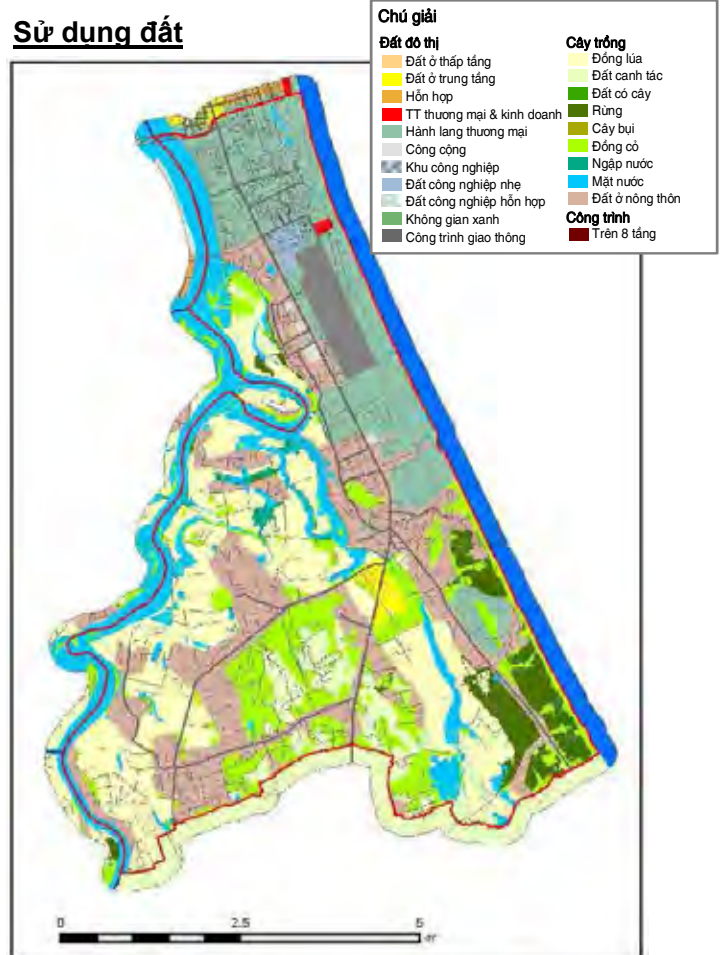 Sử dụng đất
Chú giải
Đất đô thị
Đất ở thấp tầng
Đất ở trung tầng
Hỗn hợp
TT thương mại & kinh doanh
Hành lang thương mại
Công cộng
Khu công nghiệp
Đất công nghiệp nhẹ
Đất công nghiệp hỗn hợp
Không gian xanh
Công trình giao thông
Cây trồng
Đồng lúa
Đất canh tác
Đất có cây
Rừng
Cây bụi
Đồng cỏ
Ngập nước
Mặt nước
Đất ở nông thôn
Công trình
Trên 8 tầng
0 2.5 5